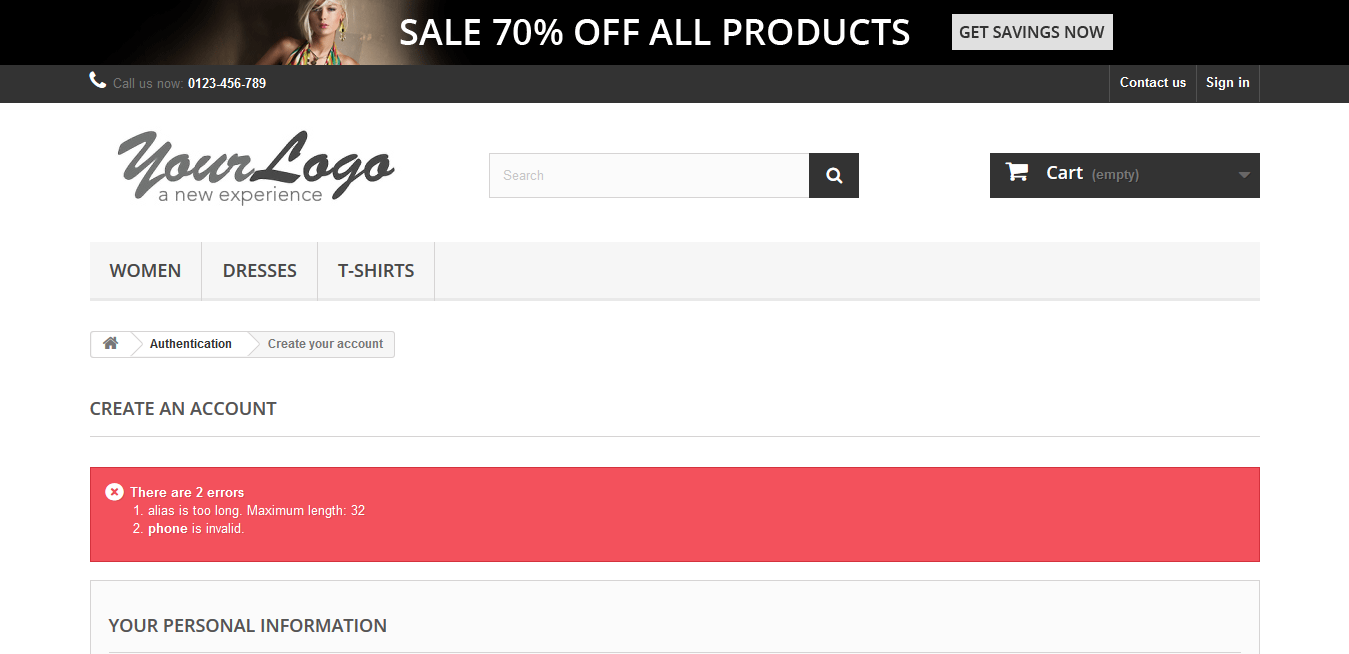 SALE 70% OFF ALL PRODUCTS GET SAVINGS NOW
Call us now: 0123-456-789 Contact us Sign in
YourLogo
a new experience
Search
Cart (empty)
WOMEN DRESSES T-SHIRTS
Authentication Create your account
CREATE AN ACCOUNT
There are 2 errors
1. alias is too long. Maximum length: 32
2. phone is invalid.
YOUR PERSONAL INFORMATION